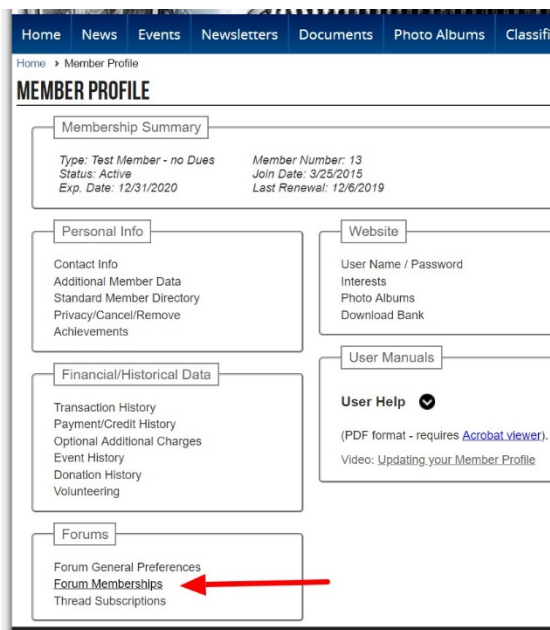 Home News Events Newsletters Documents Photo Albums Classifi
Home > Member Profile
MEMBER PROFILE
Membership Summary
Type: Test Member - no Dues Member Number: 13
Status: Active Join Date: 3/25/2015
Exp. Date: 12/31/2020 Last Renewal: 12/6/2019
Personal Info
Contact Info
Additional Member Data
Standard Member Directory
Privacy/Cancel/Remove
Achievements
Website
User Name / Password
Interests
Photo Albums
Download Bank
Financial/Historical Data
Transaction History
Payment/Credit History
Optional Additional Charges
Event History
Donation History
Volunteering
User Manuals
User Help
(PDF format - requires Acrobat viewer).
Video: Updating your Member Profile
Forums
Forum General Preferences
Forum Memberships
Thread Subscriptions